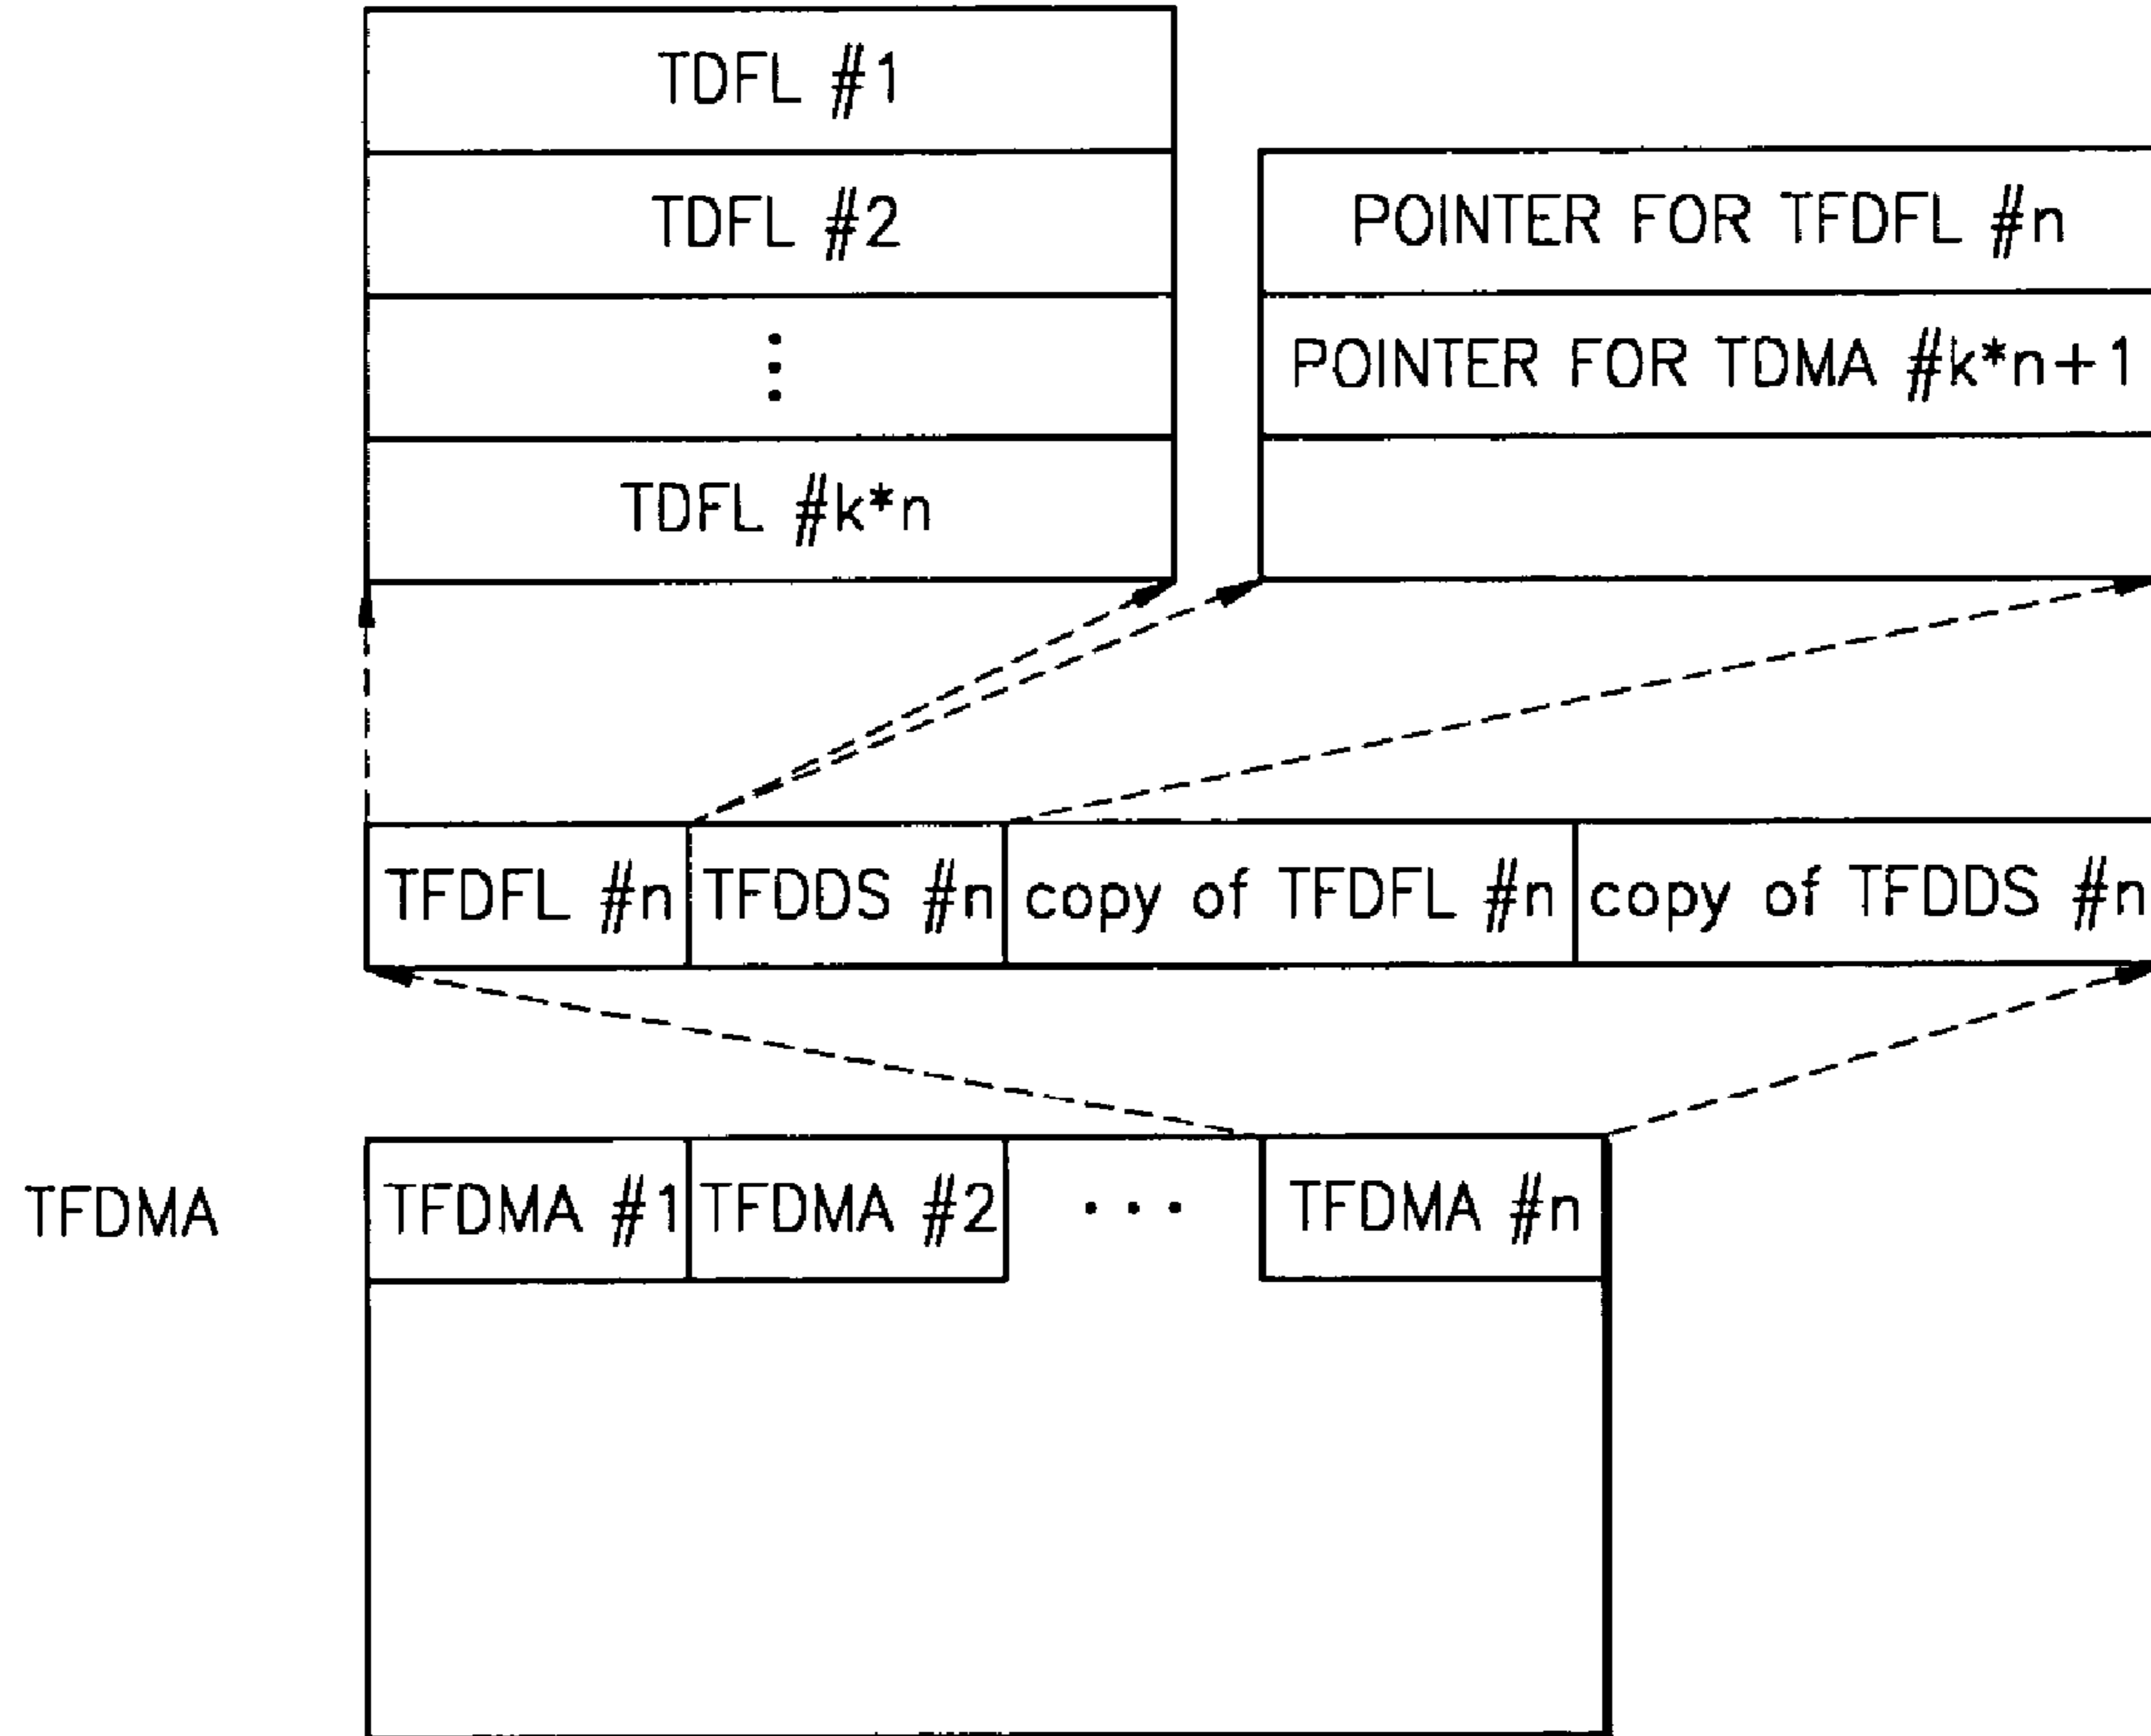 TDFL #1
TDFL #2
TDFL #k*n
POINTER FOR TFDFL #n
POINTER FOR TDMA #k*n+1
TFDFL #n TFDDS #n copy of TFDFL #n copy of TFDDS #n
TFDMA TFDMA #1 TFDMA #2 ··· TFDMA #n